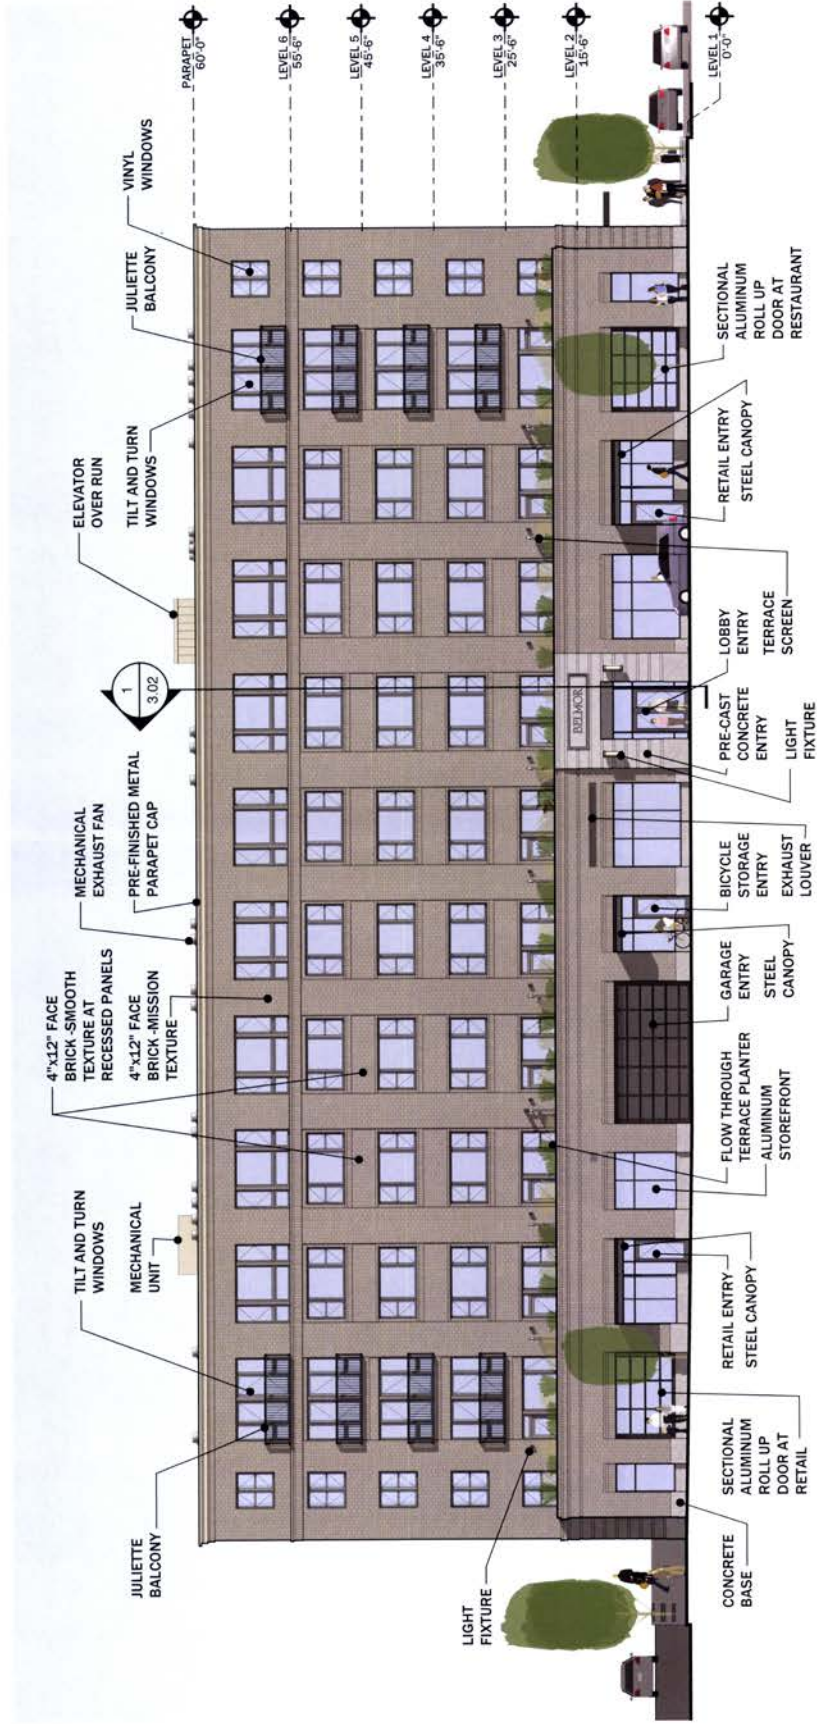 JULIETTE
BALCONY
TILT AND TURN
WINDOWS
MECHANICAL
UNIT
4"x12" FACE
BRICK -SMOOTH
TEXTURE AT
RECESSED PANELS
4"x12" FACE
BRICK -MISSION
TEXTURE
MECHANICAL
EXHAUST FAN
PRE-FINISHED METAL
PARAPET CAP
1
3.02
ELEVATOR
OVER RUN
TILT AND TURN
WINDOWS
JULIETTE
BALCONY
VINYL
WINDOWS
PARAPET
60'-0"
LEVEL 6
55'-6"
LEVEL 5
45'-6"
LEVEL 4
35'-6"
LEVEL 3
25'-6"
LEVEL 2
15'-6"
LEVEL 1
0'-0"
BELMOR
LIGHT
FIXTURE
CONCRETE
BASE
SECTIONAL
ALUMINUM
ROLL UP
DOOR AT
RETAIL
RETAIL ENTRY
STEEL CANOPY
FLOW THROUGH
TERRACE PLANTER
ALUMINUM
STOREFRONT
GARAGE
ENTRY
STEEL
CANOPY
BICYCLE
STORAGE
ENTRY
EXHAUST
LOUVER
PRE-CAST
CONCRETE
ENTRY
LIGHT
FIXTURE
LOBBY
ENTRY
TERRACE
SCREEN
RETAIL ENTRY
STEEL CANOPY
SECTIONAL
ALUMINUM
ROLL UP
DOOR AT
RESTAURANT